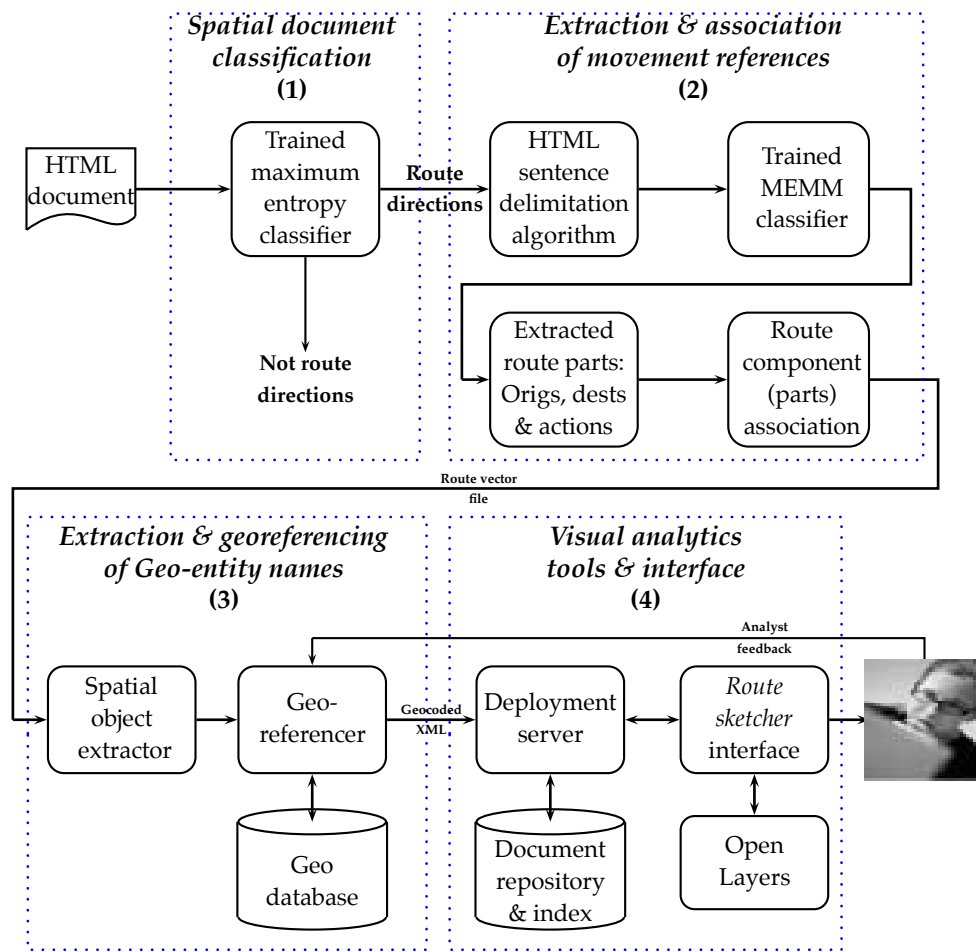 Spatial document
classification
(1)
Extraction & association
of movement references
(2)
HTML
document
Trained
maximum
entropy
classifier
Route
directions
HTML
sentence
delimitation
algorithm
Trained
MEMM
classifier
Not route
directions
Extracted
route parts:
Origs, dests
& actions
Route
component
(parts)
association
Route vector
file
Extraction & georeferencing
of Geo-entity names
(3)
Visual analytics
tools & interface
(4)
Analyst
feedback
Spatial
object
extractor
Geo-
referencer
Geocoded
XML
Deployment
server
Route
sketcher
interface
Geo
database
Document
repository
& index
Open
Layers